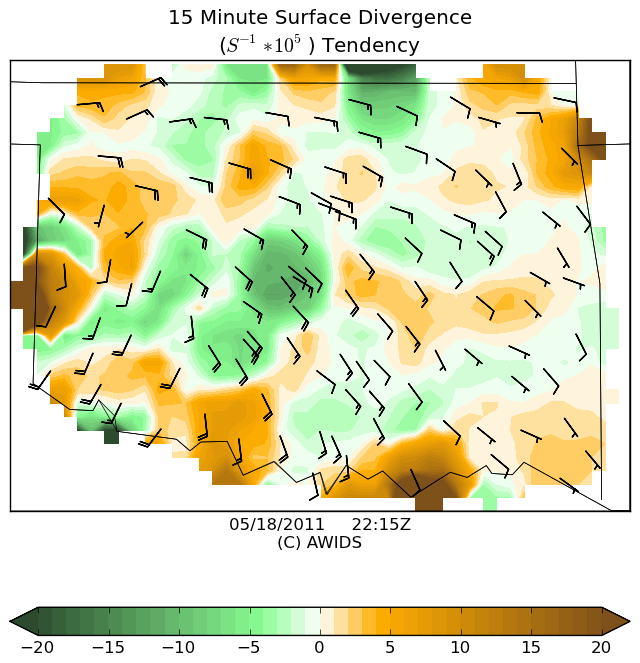 15 Minute Surface Divergence
($S^{-1} * 10^5$ ) Tendency
05/18/2011 22:15Z
(C) AWIDS
−20 −15 −10 −5 0 5 10 15 20